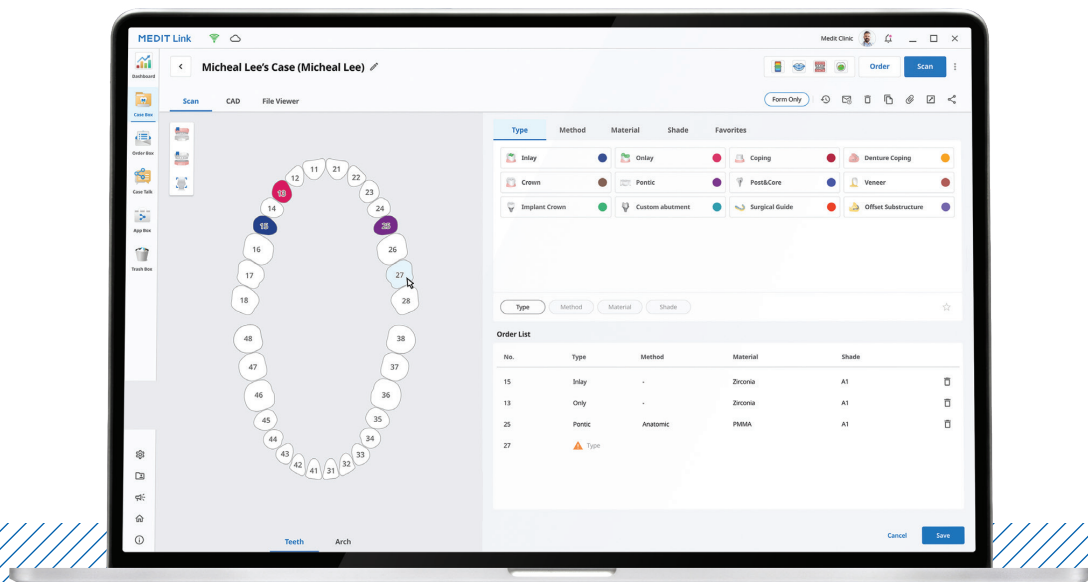 MEDIT Link
Medit Clinic
Dashboard
Case Box
Order Box
Case Talk
App Box
Trash Box
Micheal Lee's Case (Micheal Lee)
Order
Scan
Scan CAD File Viewer
Form Only
11 21
12 22
13 23
14 24
15 25
16 26
17 27
18 28
48 38
47 37
46 36
45 35
44 34
43 33
42 41 31 32
Teeth Arch
Type Method Material Shade Favorites
Inlay Onlay Coping Denture Coping
Crown Pontic Post&Core Veneer
Implant Crown Custom abutment Surgical Guide Offset Substructure
Type Method Material Shade
Order List
No. Type Method Material Shade
15 Inlay - Zirconia A1
13 Only - Zirconia A1
25 Pontic Anatomic PMMA A1
27 Type
Cancel Save